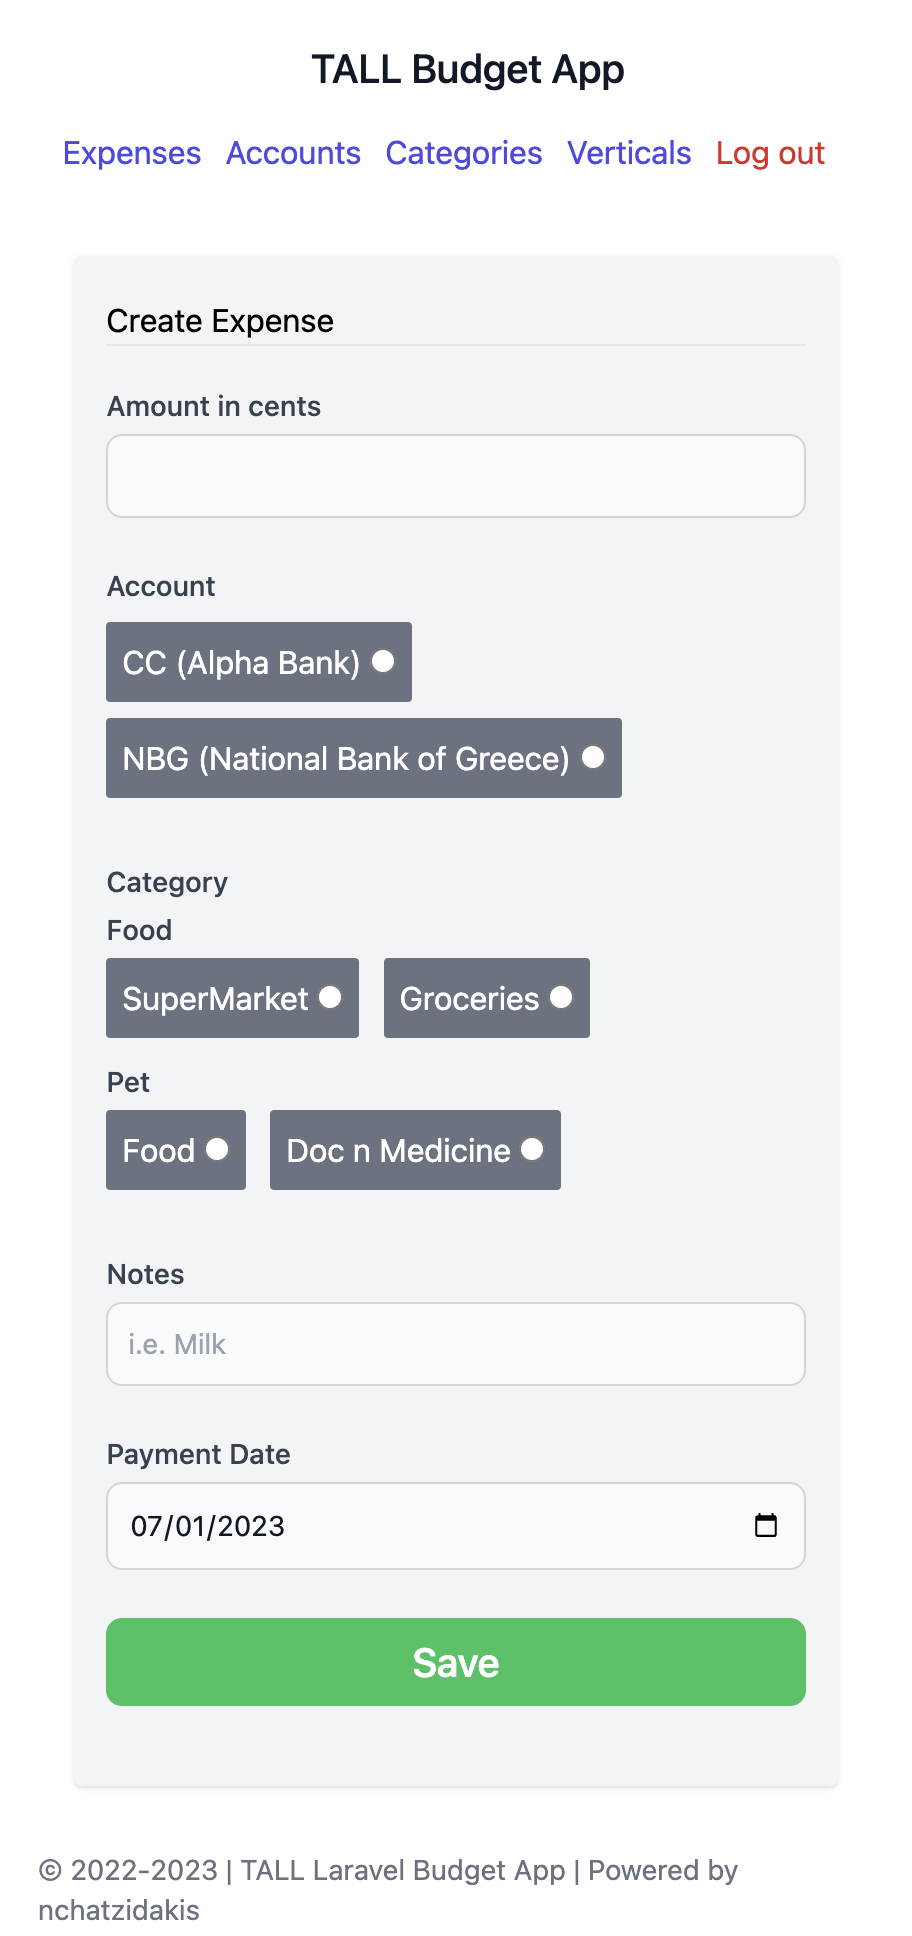 TALL Budget App
Expenses Accounts Categories Verticals Log out
Create Expense
Amount in cents
Account
CC (Alpha Bank)
NBG (National Bank of Greece)
Category
Food
SuperMarket Groceries
Pet
Food Doc n Medicine
Notes
i.e. Milk
Payment Date
07/01/2023
Save
© 2022-2023 | TALL Laravel Budget App | Powered by
nchatzidakis